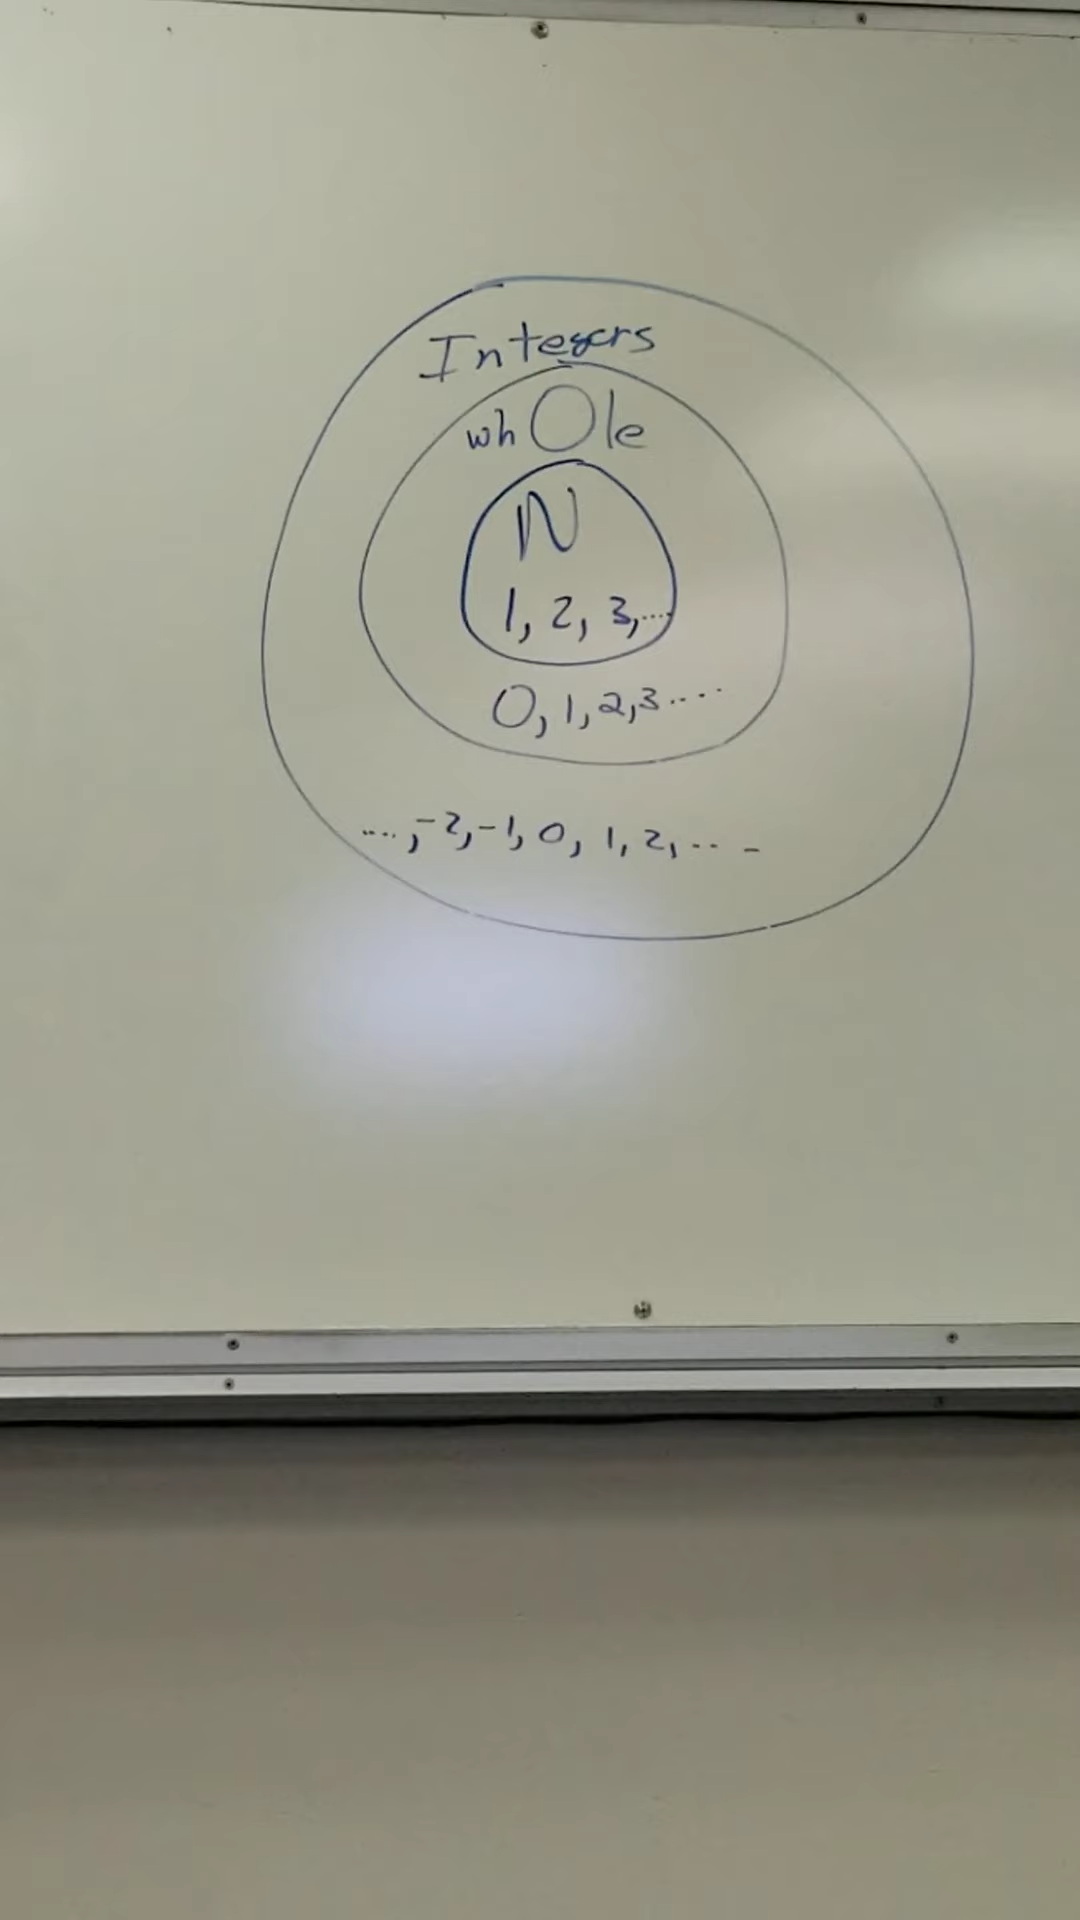 Integers
whOle
N
1, 2, 3,....
0, 1, 2, 3....
...., -2, -1, 0, 1, 2, ....